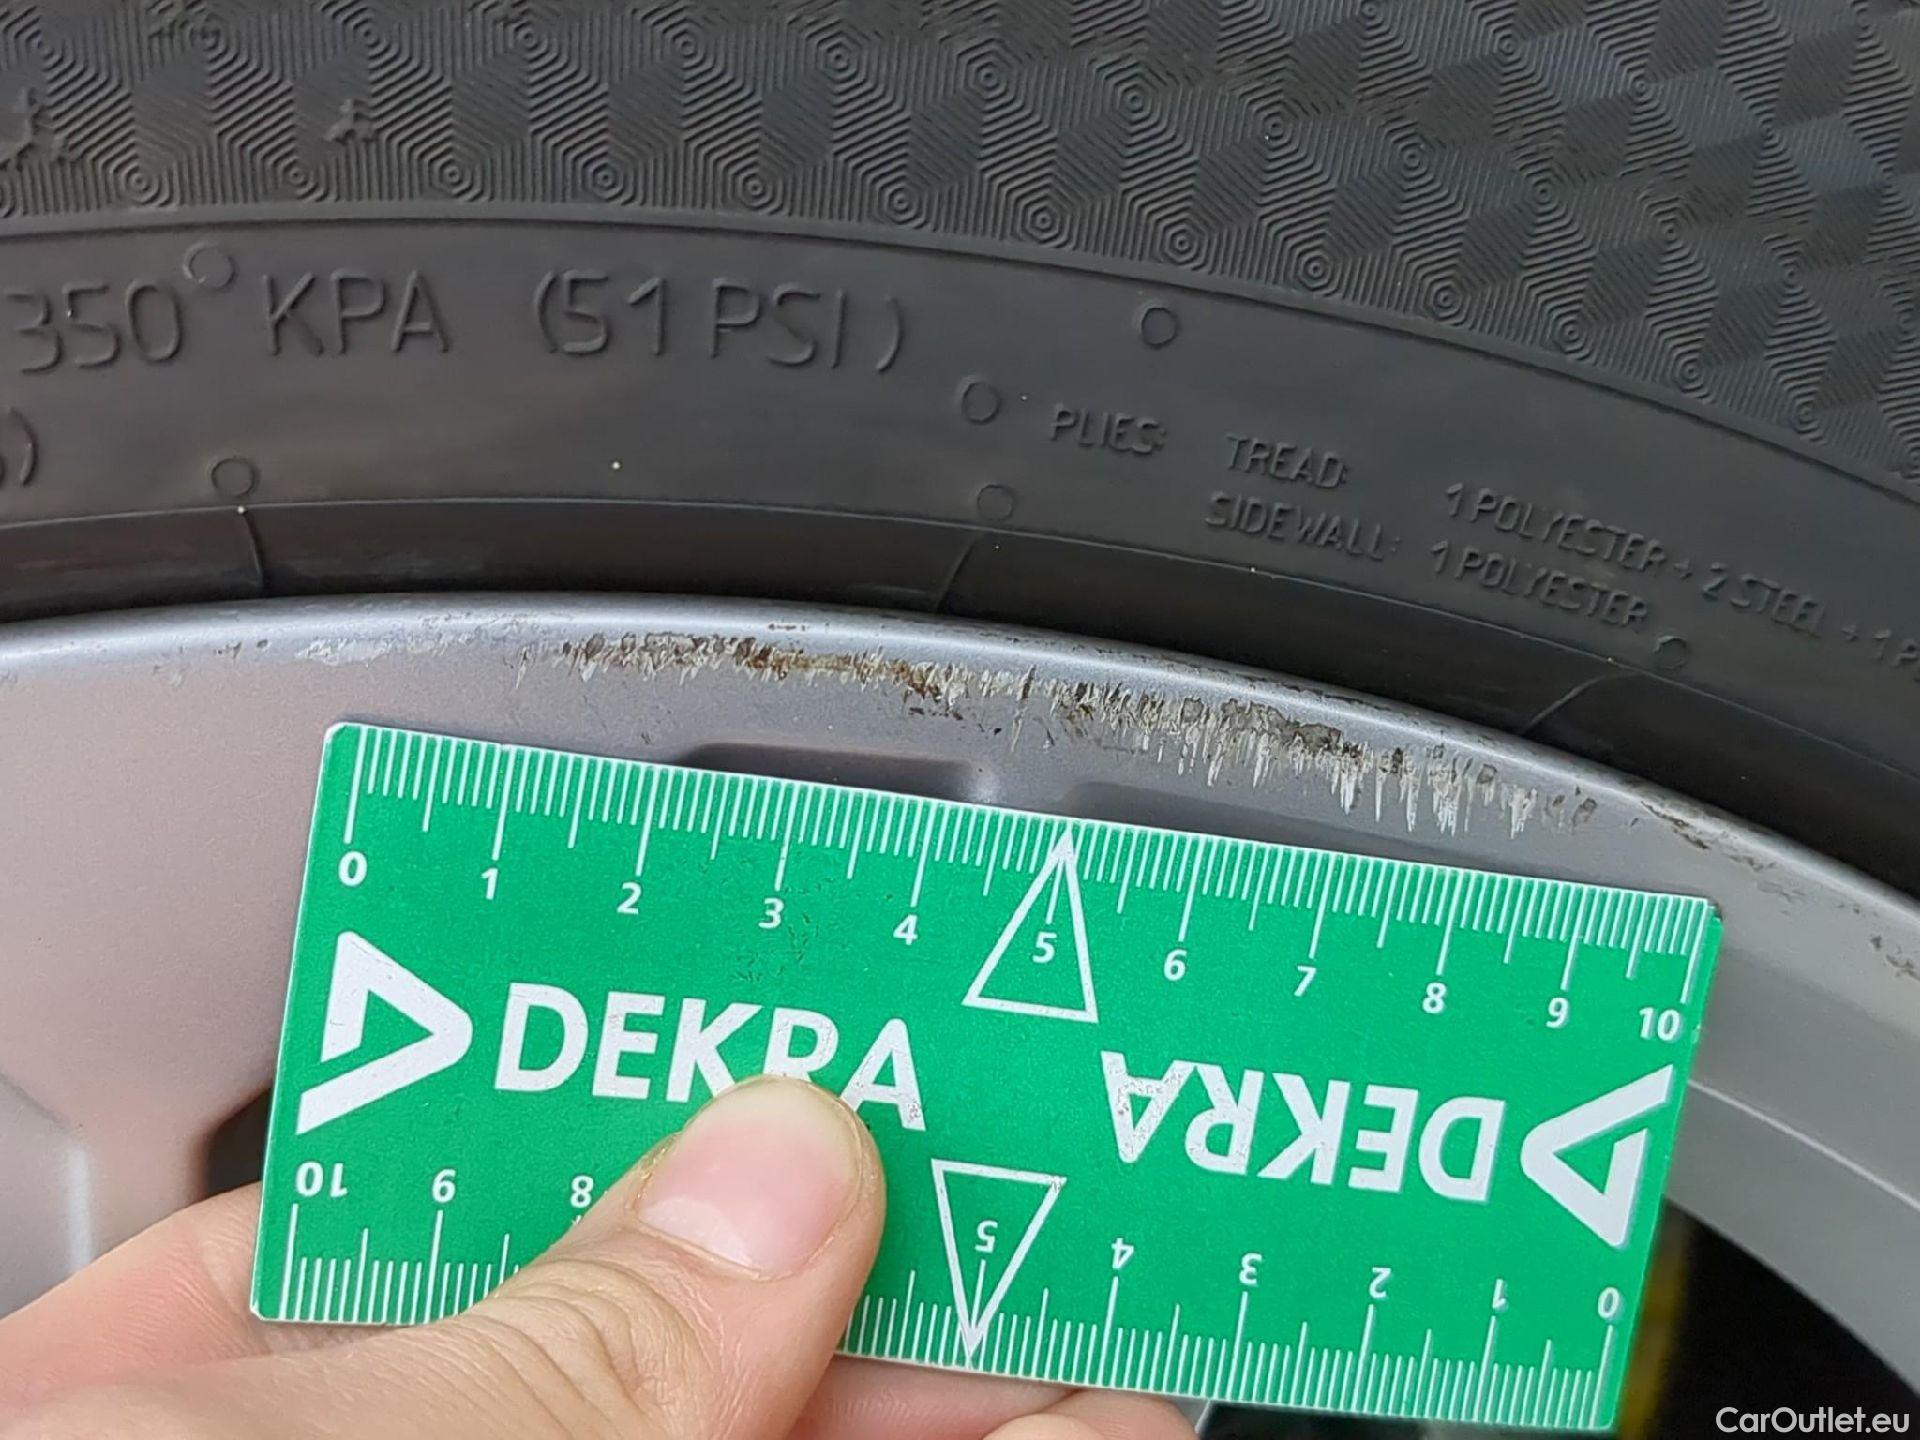 350 KPA (51 PSI)
PLIES: TREAD: 1 POLYESTER + 2 STEEL + 1
SIDEWALL: 1 POLYESTER
0 1 2 3 4 5 6 7 8 9 10
DEKRA
DEKRA
10 9 8 5 4 3 2 1 0
CarOutlet.eu